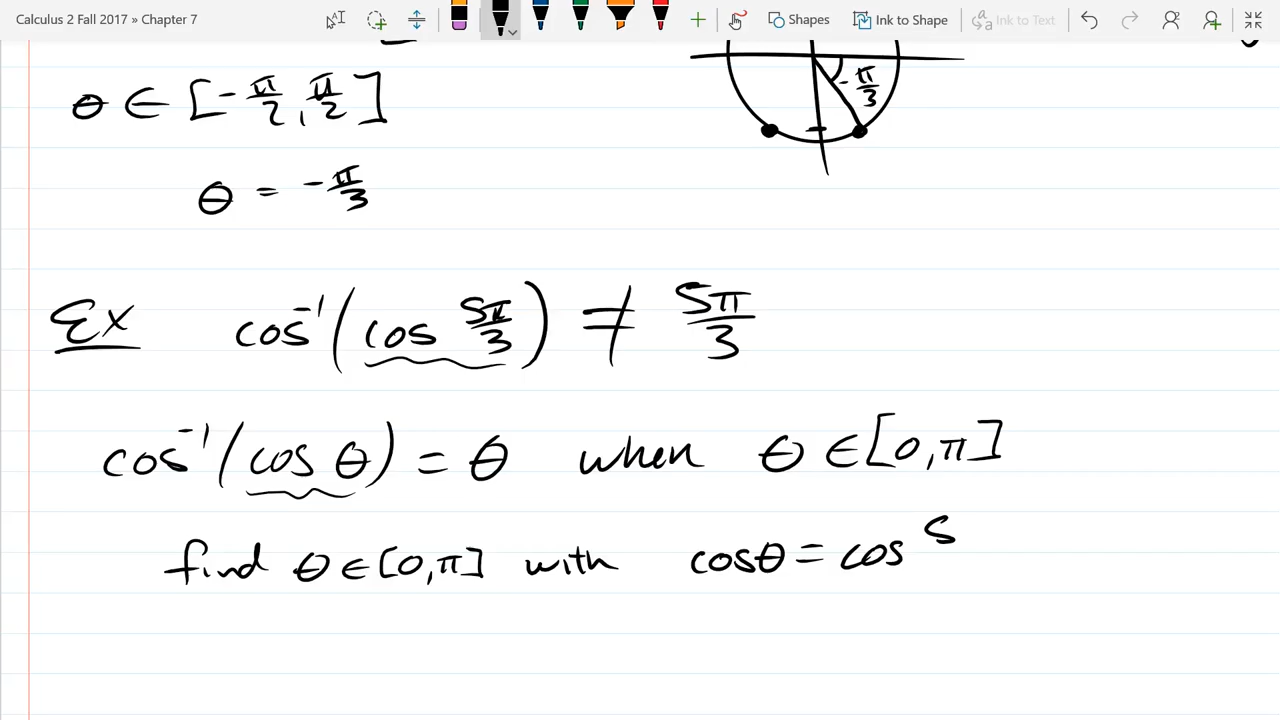 Calculus 2 Fall 2017 » Chapter 7
Shapes
Ink to Shape
Ink to Text
θ ∈ [-π/2, π/2]
-π/3
θ = -π/3
Ex cos⁻¹(cos 5π/3) ≠ 5π/3
cos⁻¹(cos θ) = θ when θ ∈ [0, π]
find θ ∈ [0, π] with cosθ = cos 5